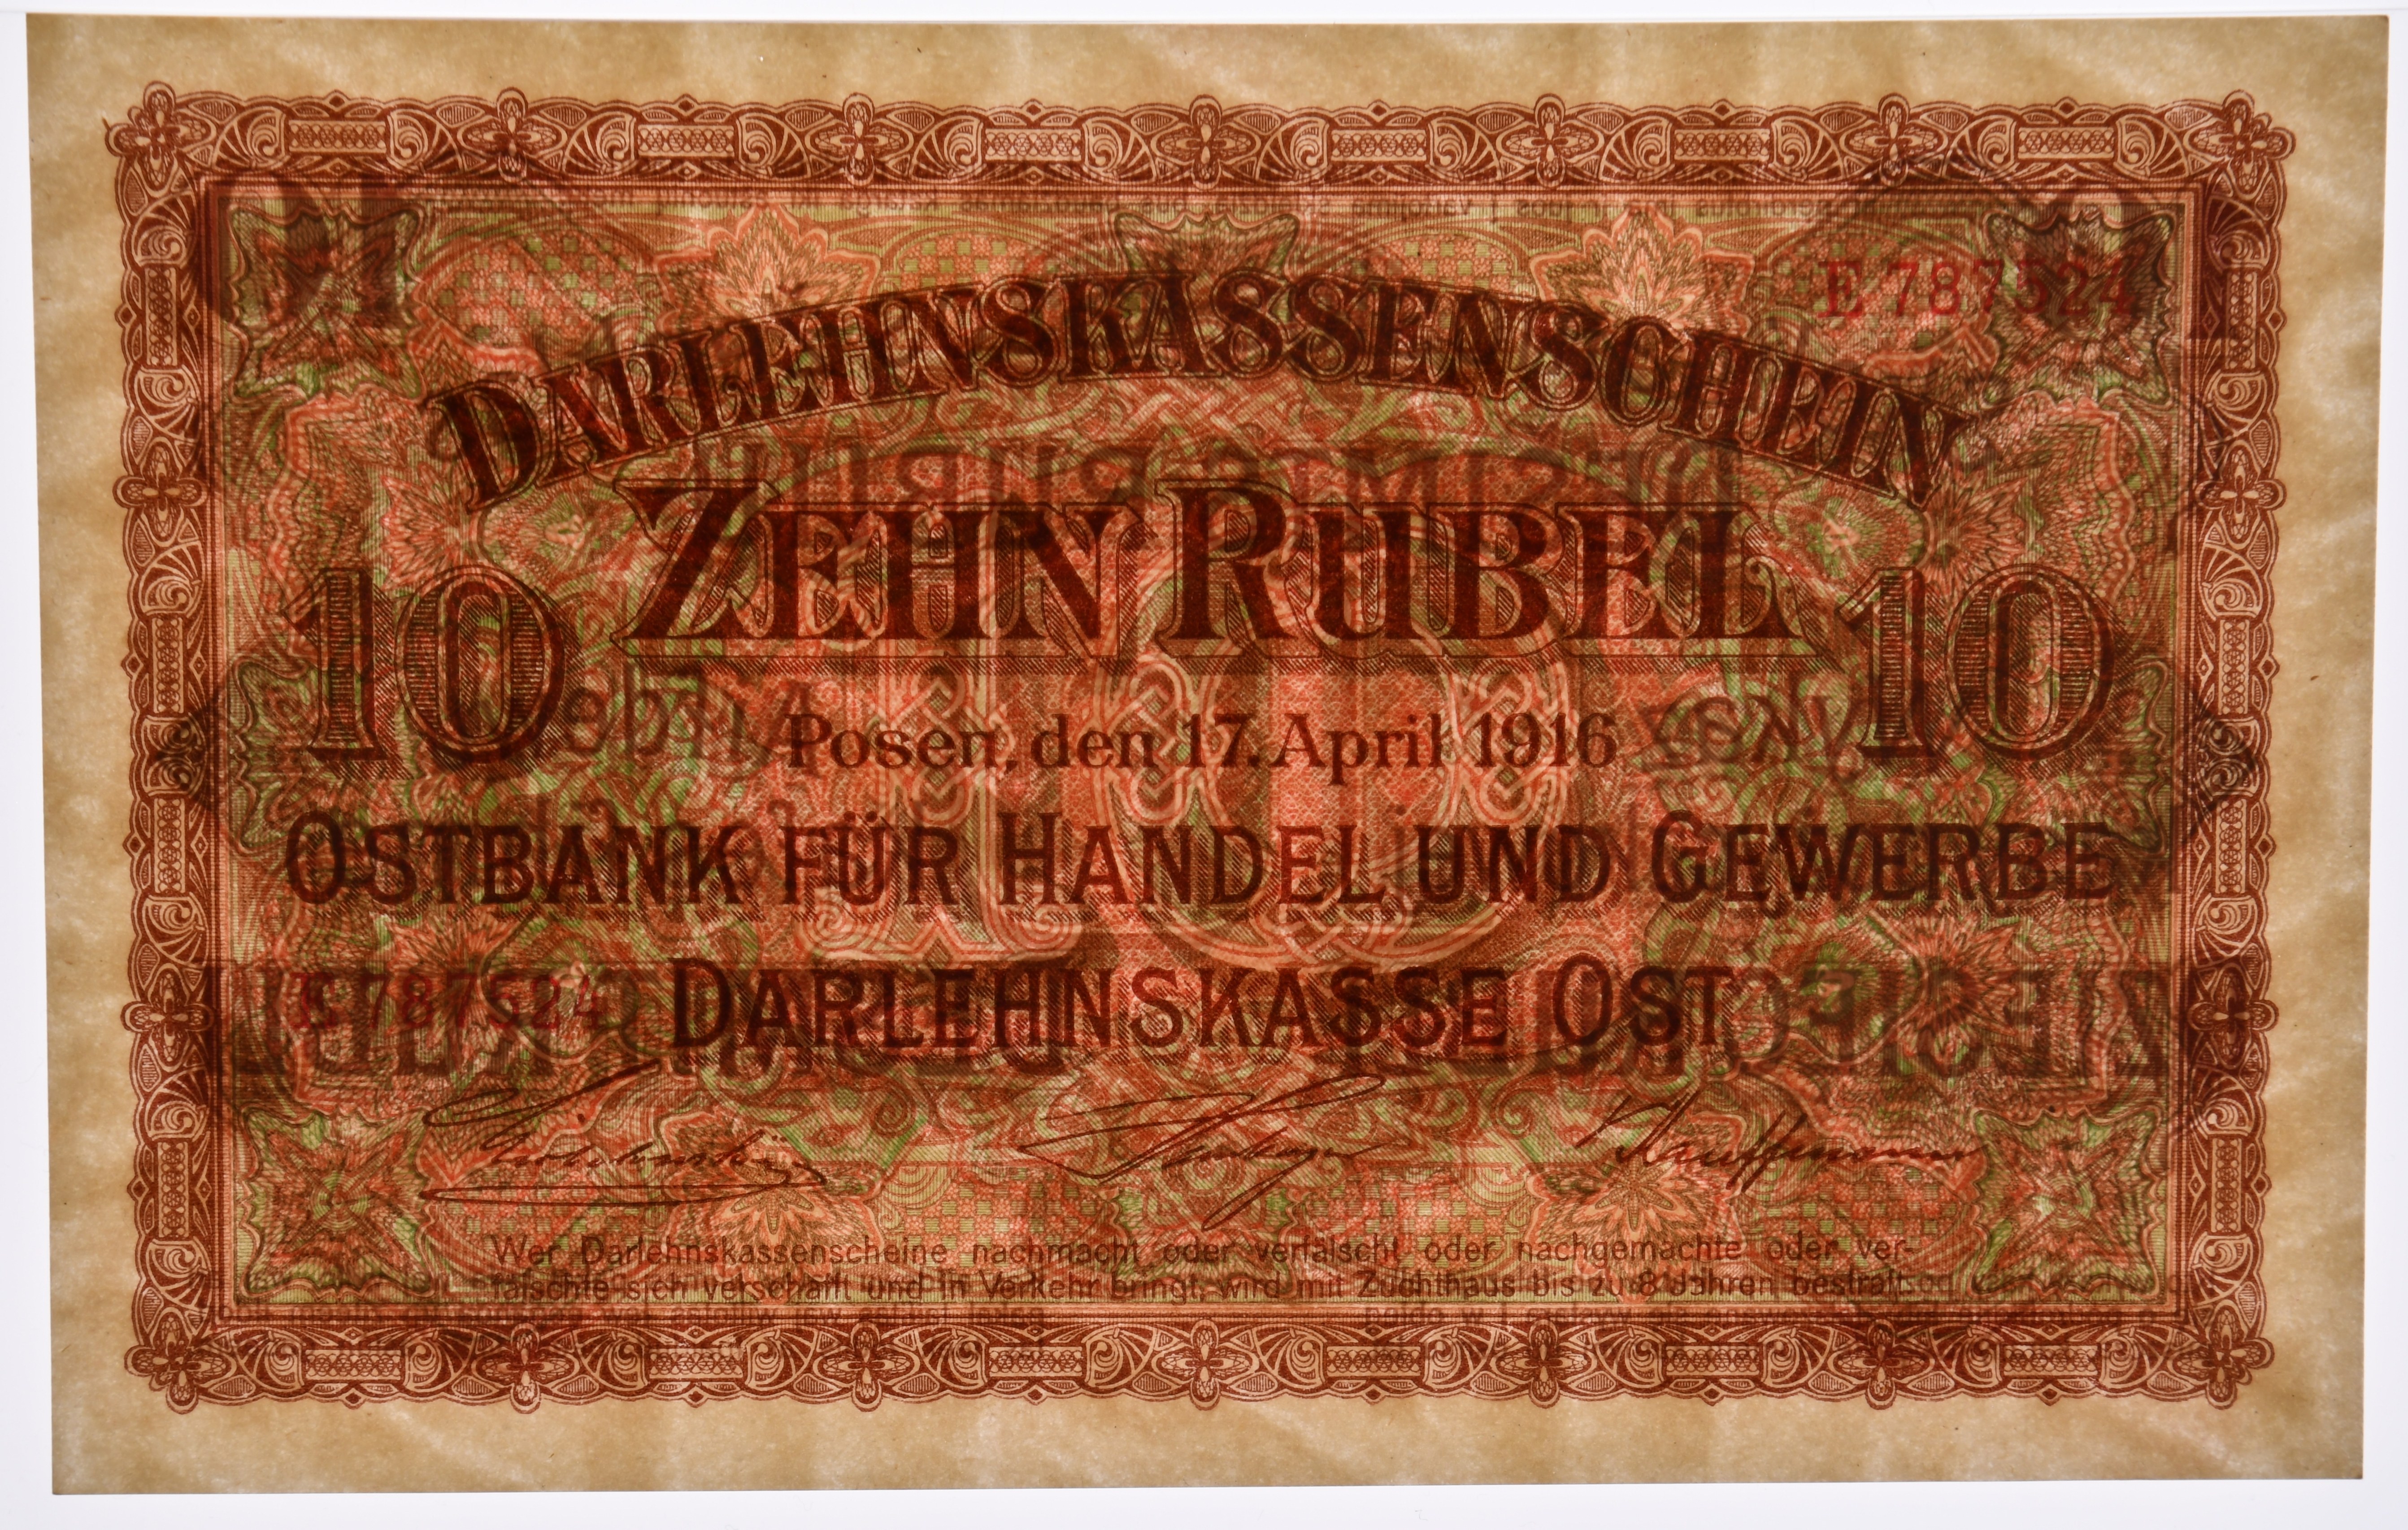 E 787524
DARLEHNSKASSENSCHEIN
ZEHN RUBEL
10 10
Posen, den 17. April 1916
OSTBANK FÜR HANDEL UND GEWERBE
E 787524 DARLEHNSKASSE OST
Kauffmann
Wer Darlehnskassenscheine nachmacht oder verfälscht oder nachgemachte oder ver-
fälschte sich verschafft und in Verkehr bringt, wird mit Zuchthaus bis zu 8 Jahren bestraft.